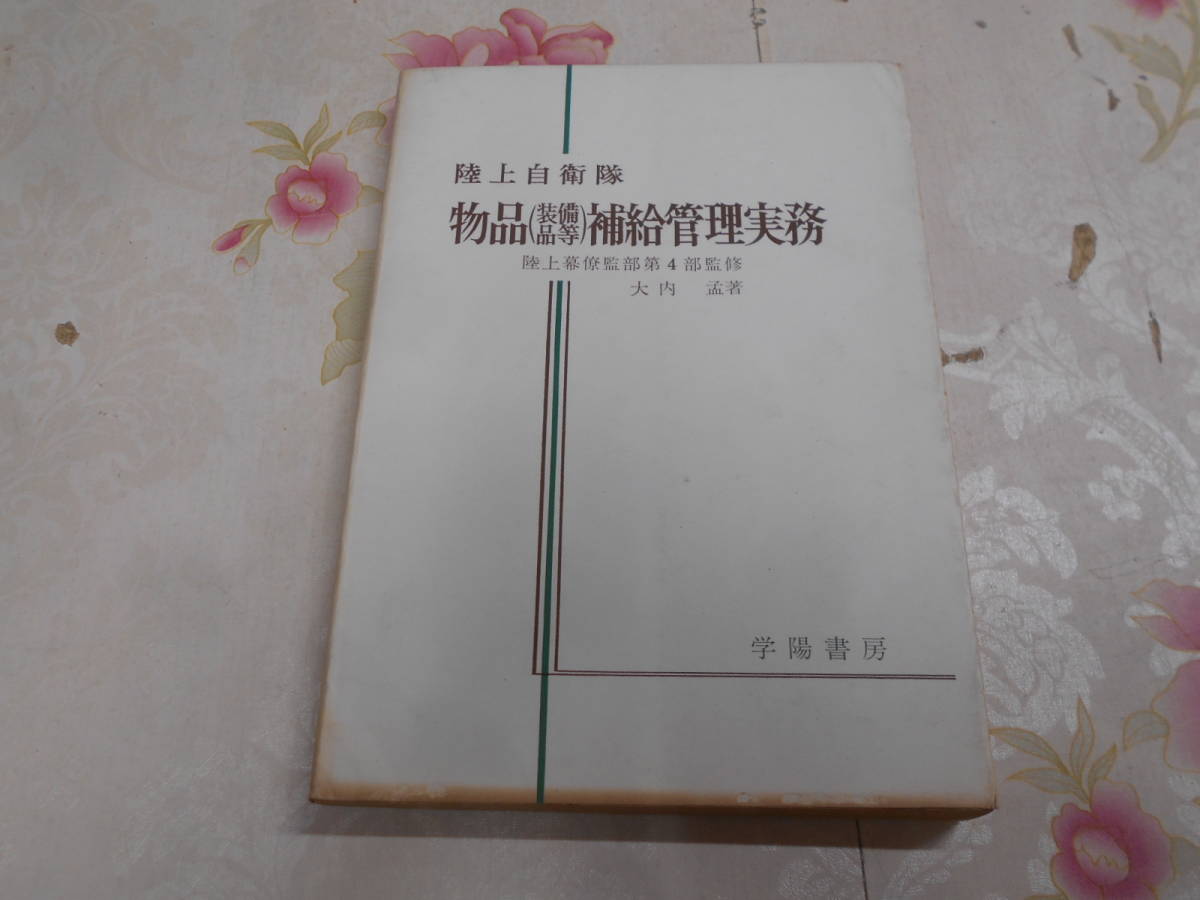 陸上自衛隊
物品(装備品等)補給管理実務
陸上幕僚監部第4部監修
大内 孟著
学陽書房